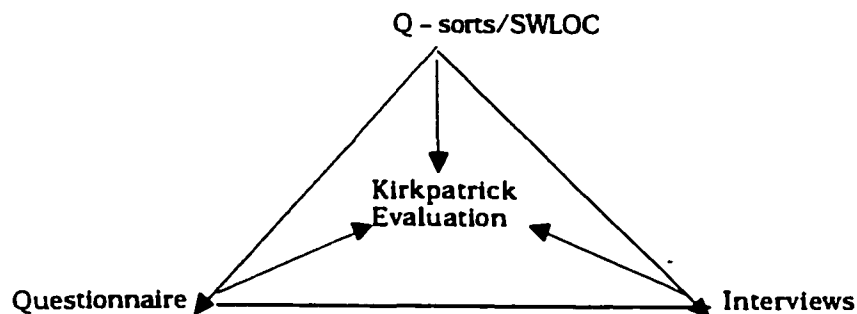 Q – sorts/SWLOC
Kirkpatrick
Evaluation
Questionnaire
Interviews